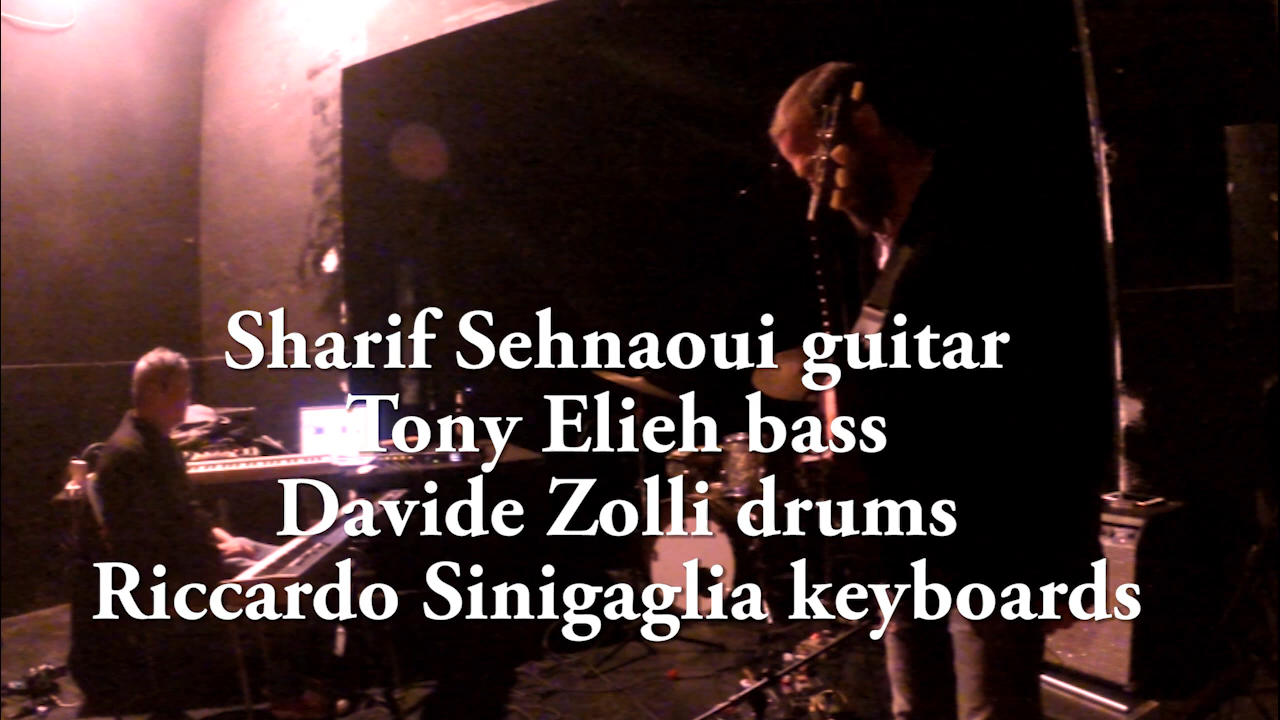 Sharif Sehnaoui guitar
Tony Elieh bass
Davide Zolli drums
Riccardo Sinigaglia keyboards